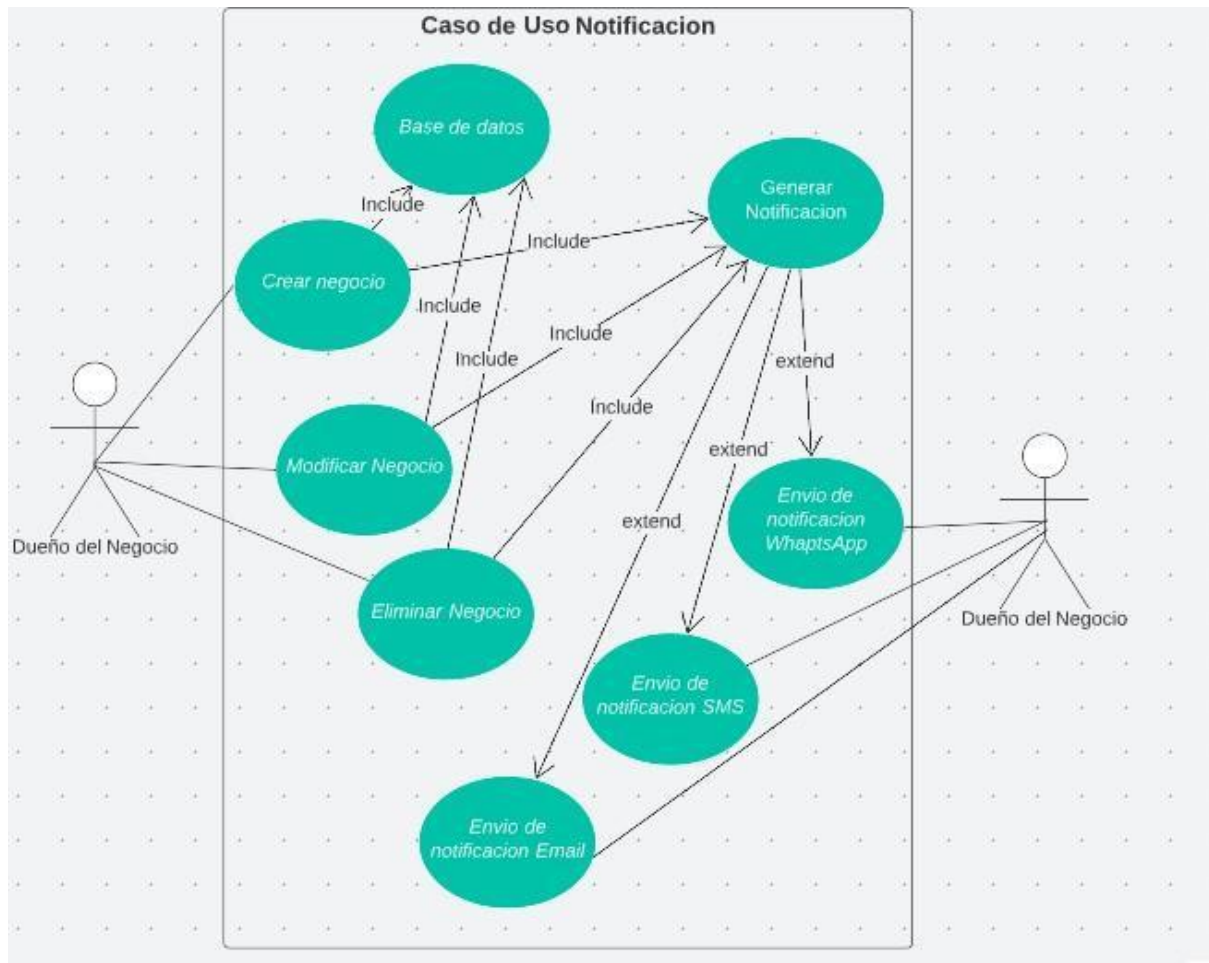 Caso de Uso Notificacion
Base de datos
Generar
Notificacion
Include
Include
Crear negocio
Include
Include
Include
extend
Include
Modificar Negocio
extend
Envio de
notificacion
WhaptsApp
extend
Dueño del Negocio
Eliminar Negocio
Dueño del Negocio
Envio de
notificacion SMS
Envio de
notificacion Email